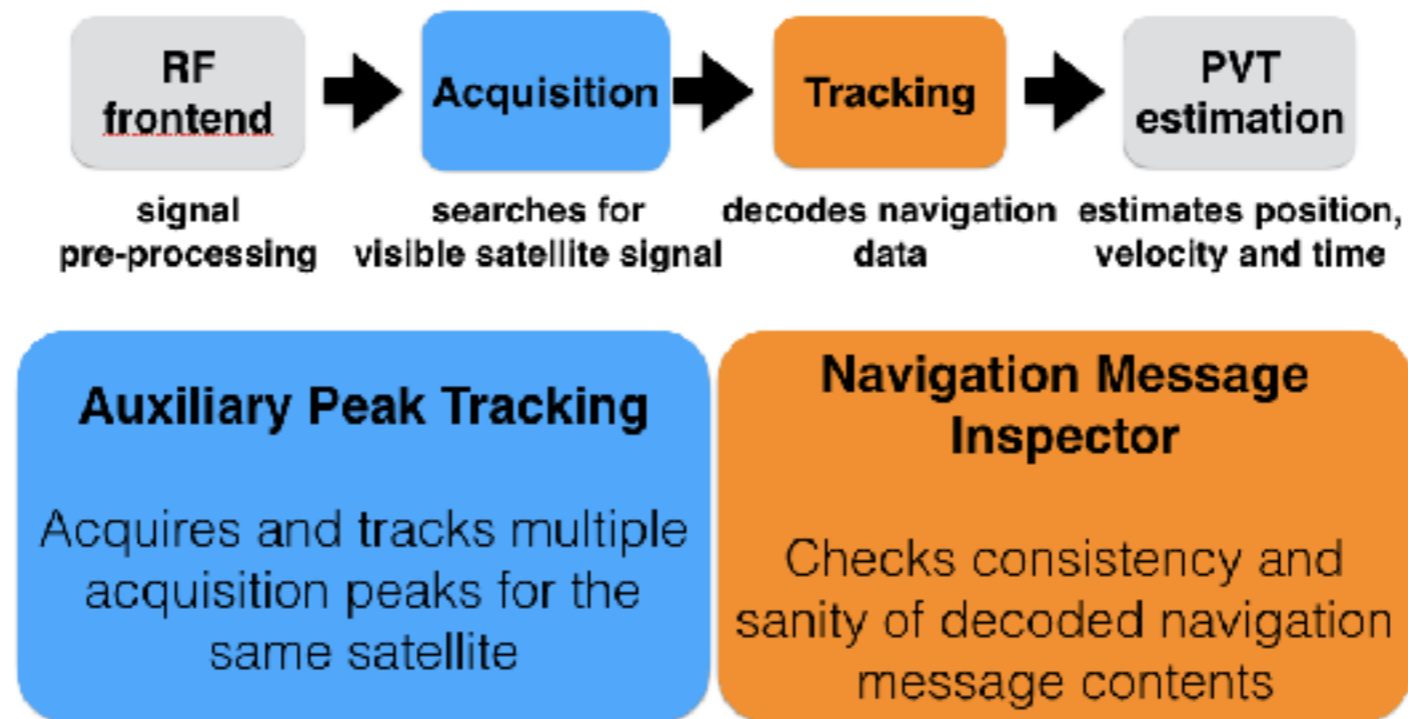 RF
frontend
Acquisition
Tracking
PVT
estimation
signal
pre-processing
searches for
visible satellite signal
decodes navigation
data
estimates position,
velocity and time
Auxiliary Peak Tracking
Acquires and tracks multiple
acquisition peaks for the
same satellite
Navigation Message
Inspector
Checks consistency and
sanity of decoded navigation
message contents